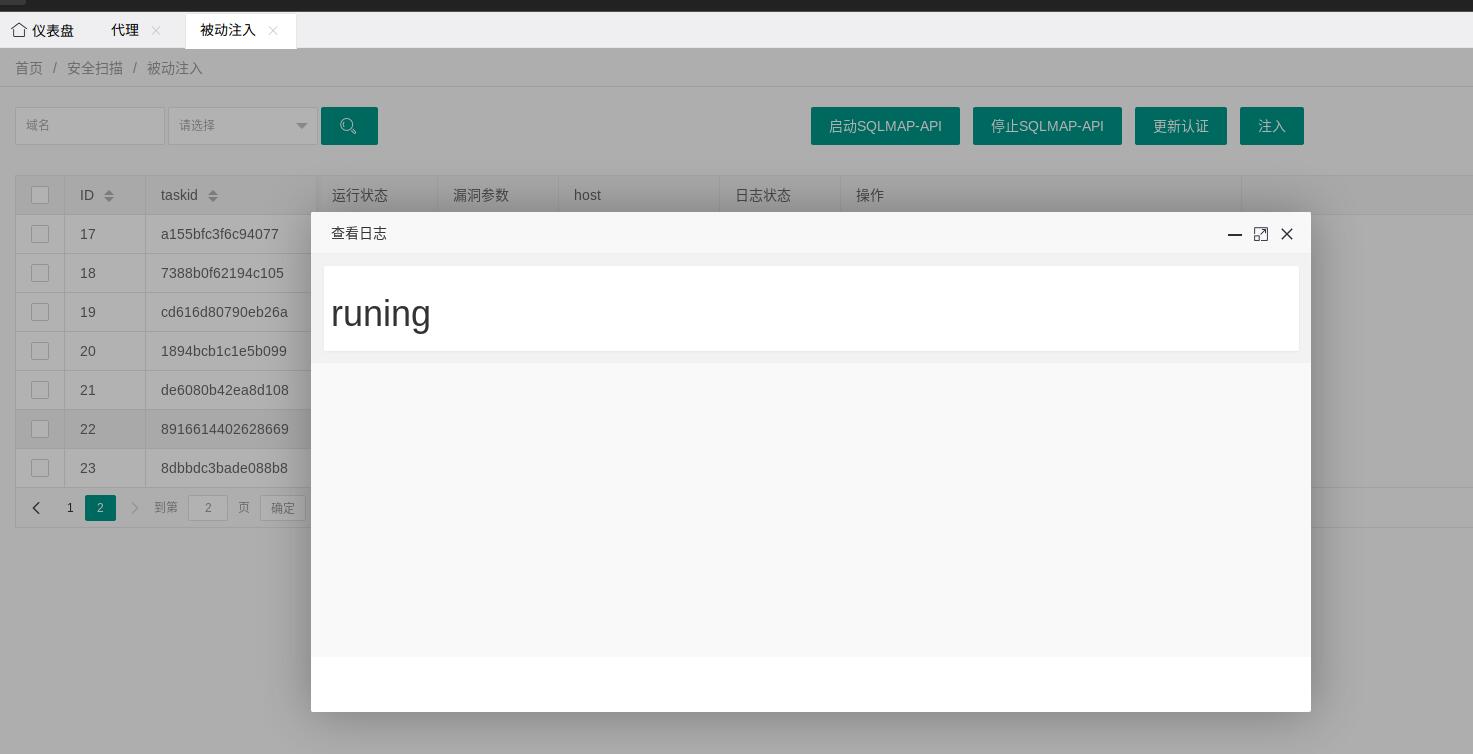 仪表盘 代理 被动注入
首页 / 安全扫描 / 被动注入
域名 请选择 启动SQLMAP-API 停止SQLMAP-API 更新认证 注入
ID taskid 运行状态 漏洞参数 host 日志状态 操作
17 a155bfc3f6c94077
18 7388b0f62194c105
19 cd616d80790eb26a
20 1894bcb1c1e5b099
21 de6080b42ea8d108
22 8916614402628669
23 8dbbdc3bade088b8
1 2 到第 2 页 确定
查看日志
runing